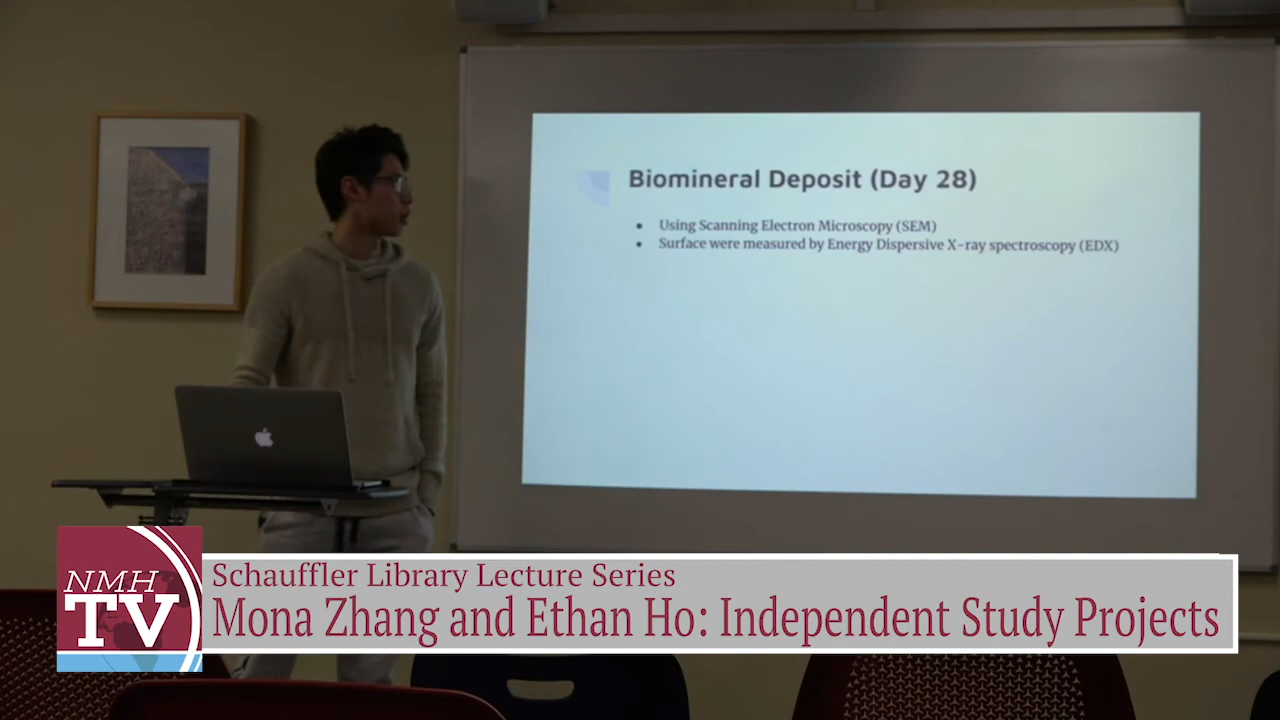 Biomineral Deposit (Day 28)
Using Scanning Electron Microscopy (SEM)
Surface were measured by Energy Dispersive X-ray spectroscopy (EDX)
NMH
TV
Schauffler Library Lecture Series
Mona Zhang and Ethan Ho: Independent Study Projects